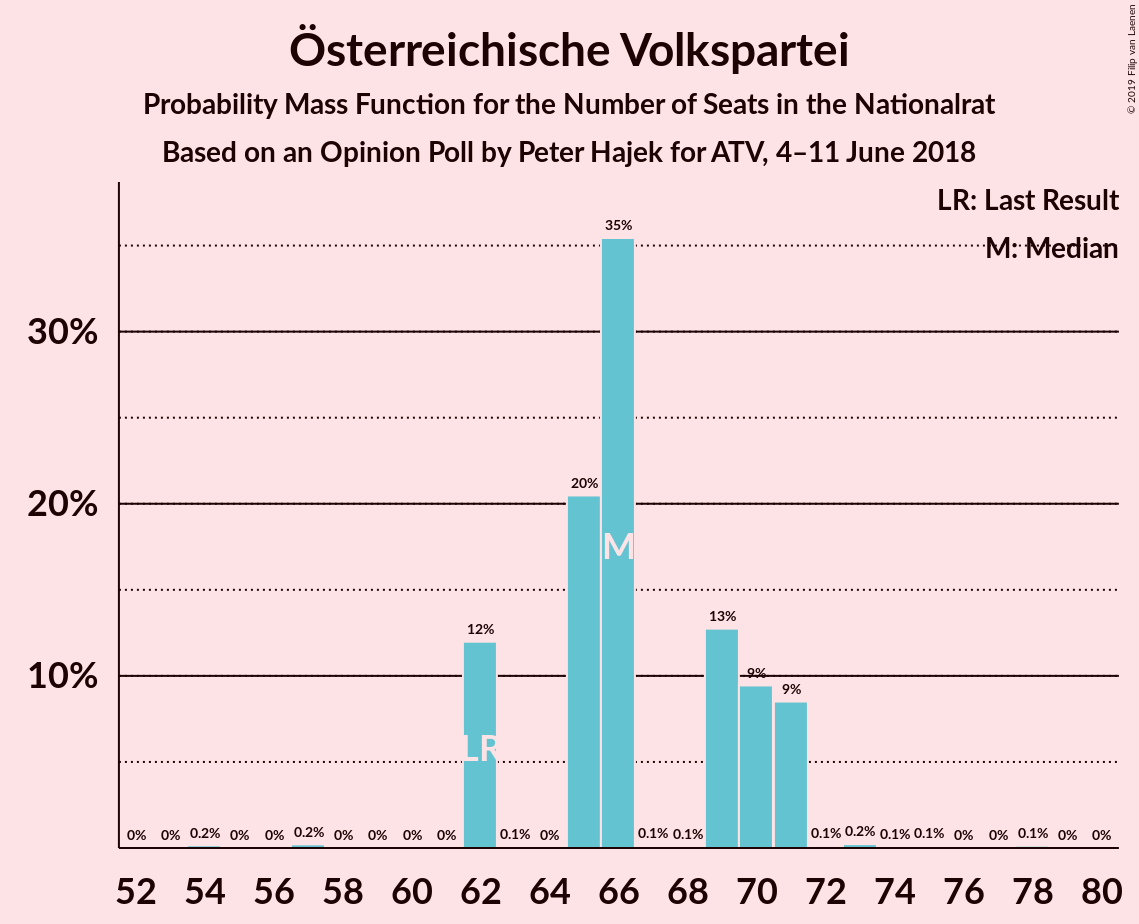 Österreichische Volkspartei
Probability Mass Function for the Number of Seats in the Nationalrat
Based on an Opinion Poll by Peter Hajek for ATV, 4–11 June 2018
© 2019 Filip van Laenen
LR: Last Result
M: Median
35%
30%
20%
20%
M
13%
12%
10%
9%
9%
LR
0% 0% 0.2% 0% 0% 0.2% 0% 0% 0% 0% 0.1% 0% 0.1% 0.1% 0.1% 0.2% 0.1% 0.1% 0% 0% 0.1% 0% 0%
52 54 56 58 60 62 64 66 68 70 72 74 76 78 80